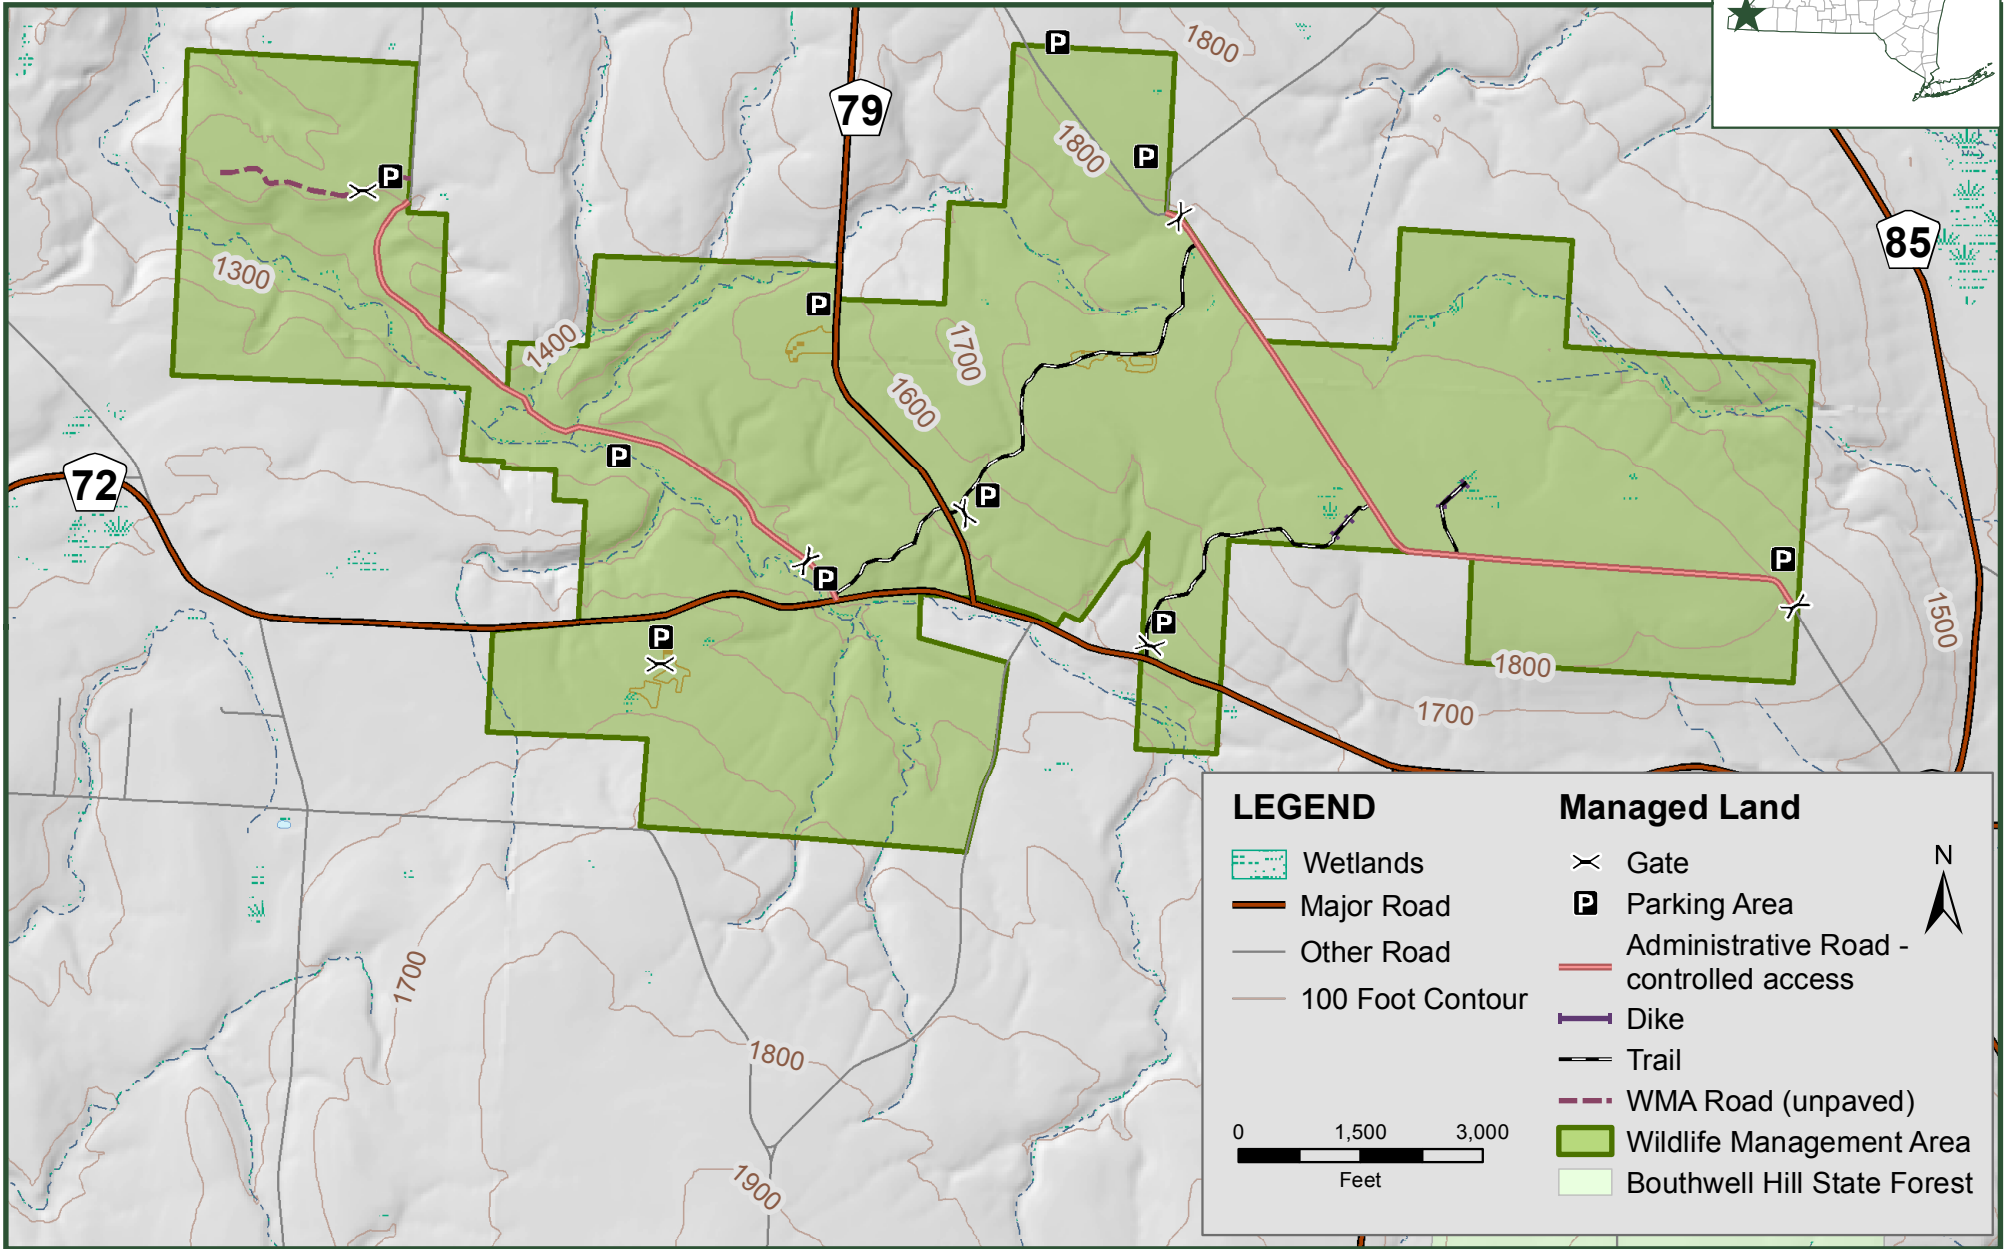 P
1800
79
1800
P
P
1300
85
P
1400
1700
1600
P
72
P
P
P
P
P
1500
P
1800
1700
1700
1800
1900
LEGEND
Wetlands
Major Road
Other Road
100 Foot Contour
0 1,500 3,000
Feet
Managed Land
Gate
P Parking Area
Administrative Road -
controlled access
Dike
Trail
WMA Road (unpaved)
Wildlife Management Area
Bouthwell Hill State Forest
N